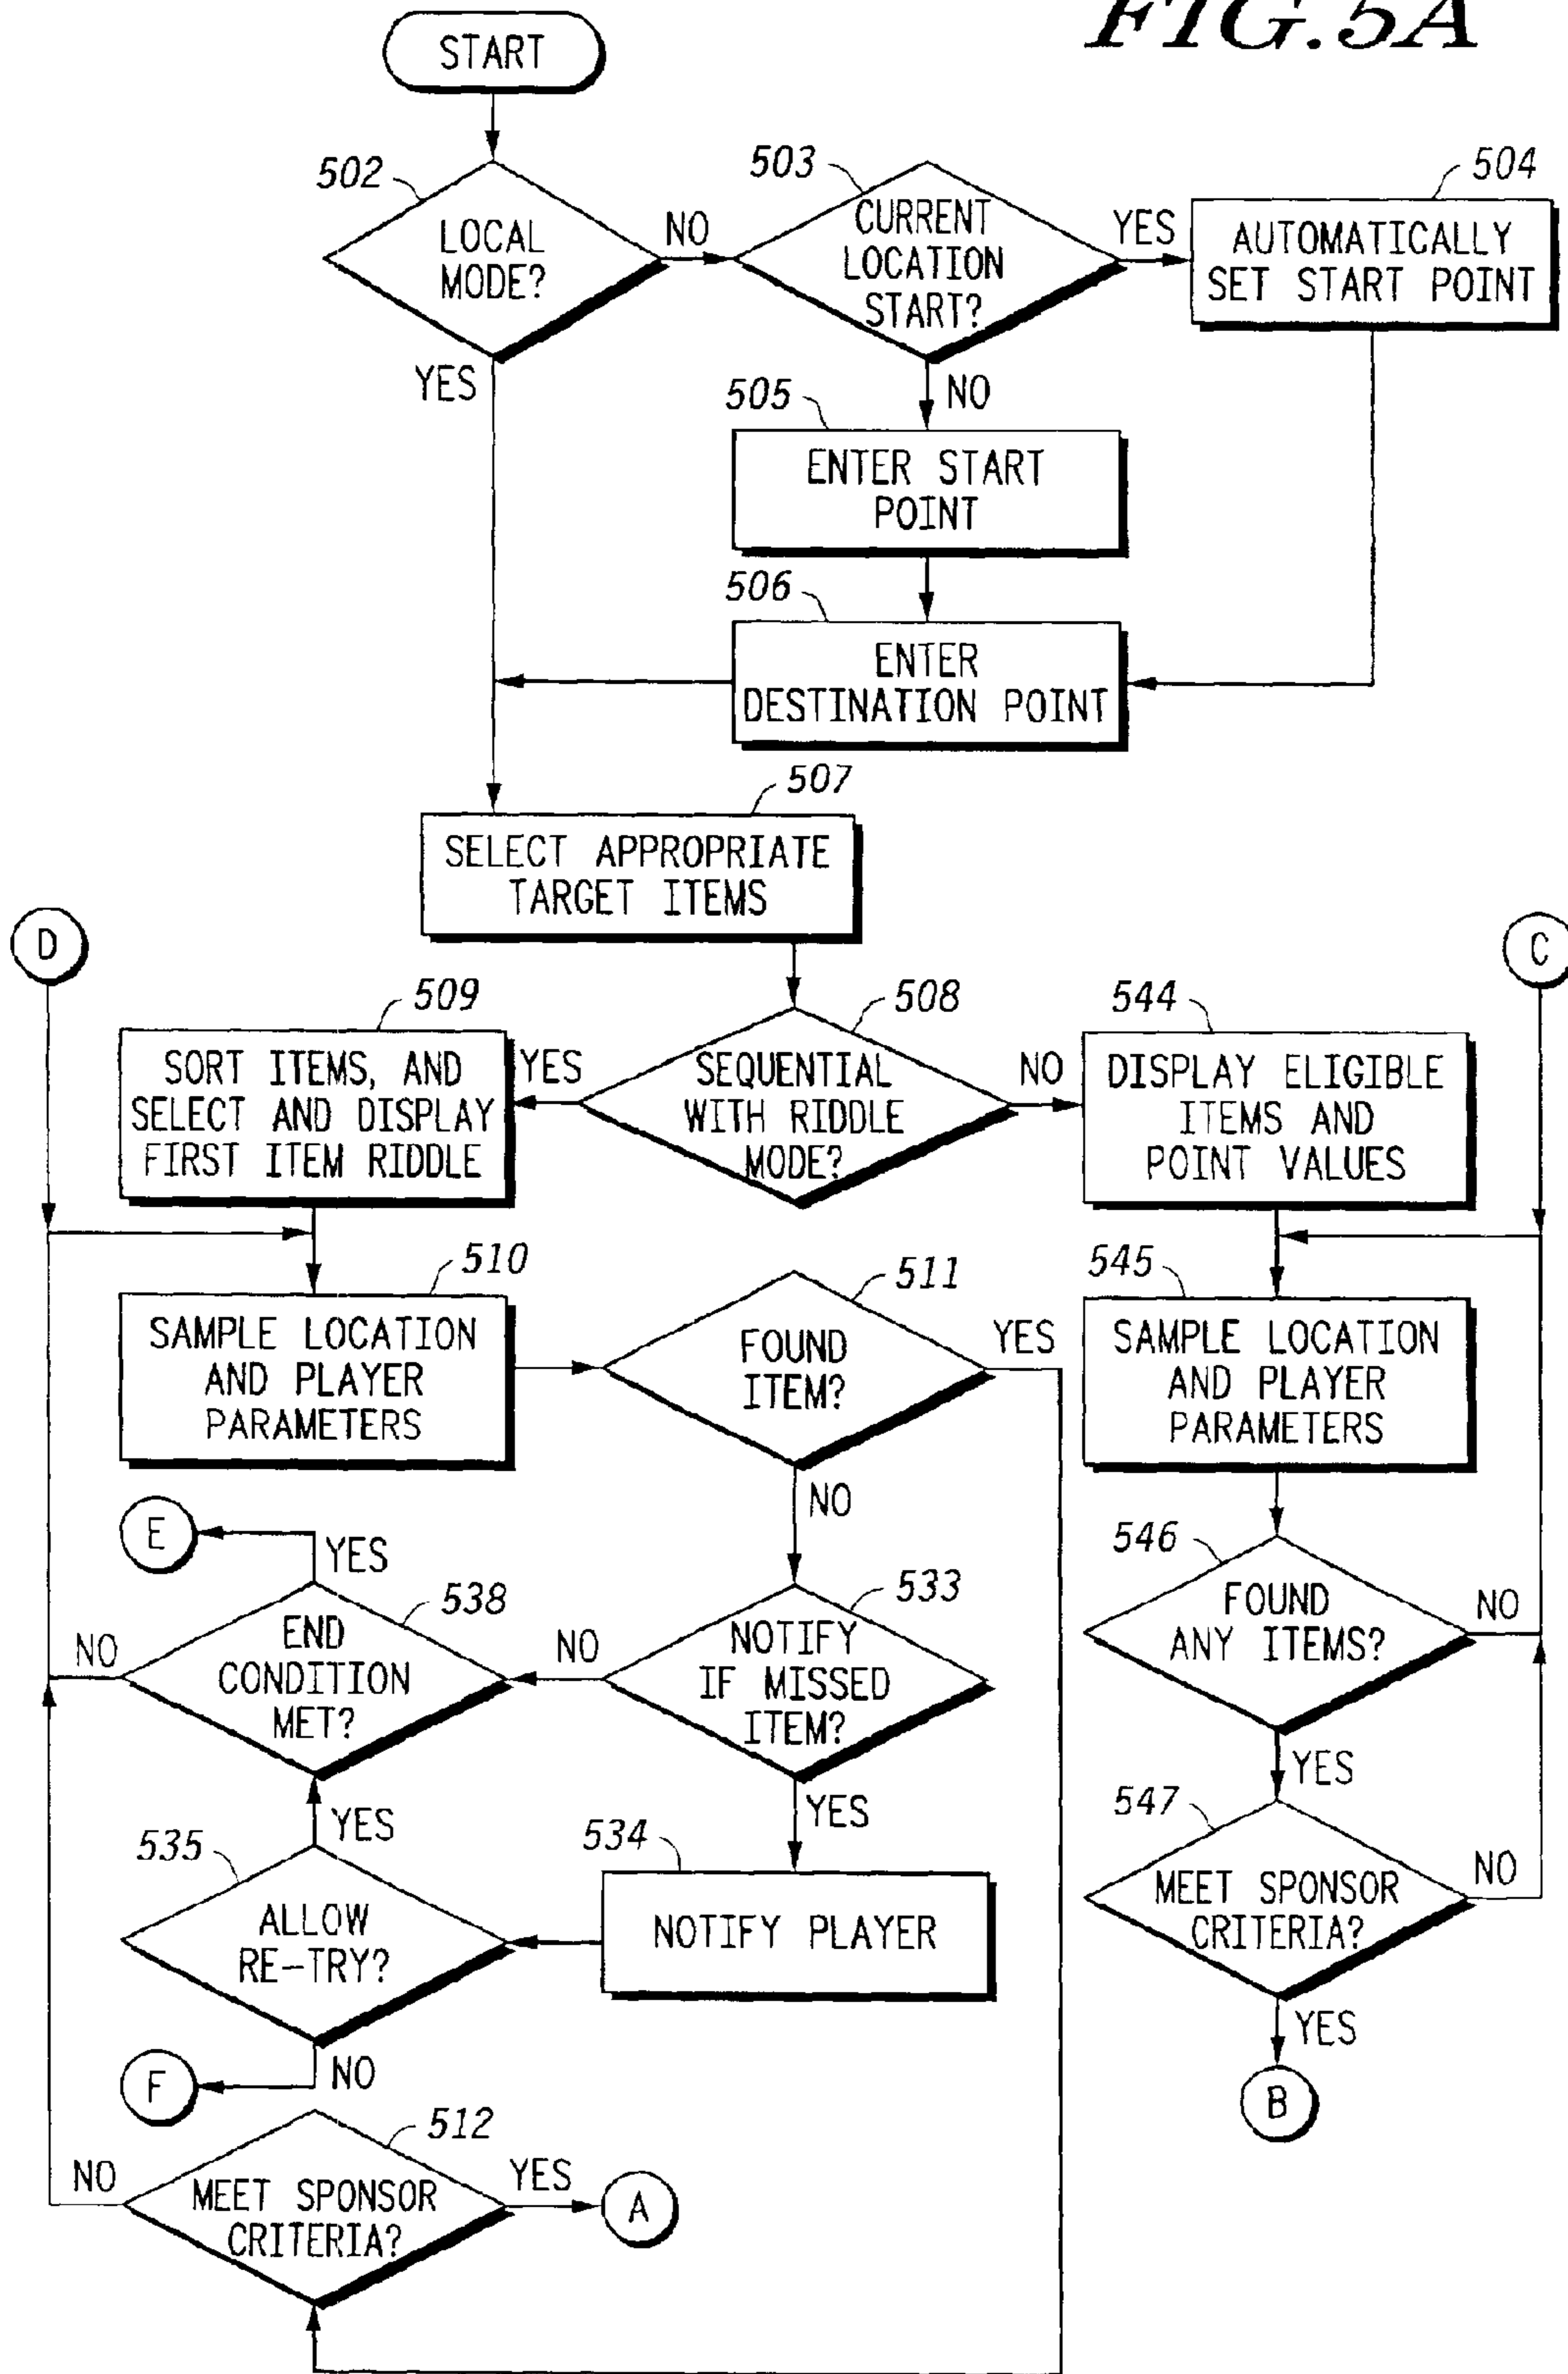 FIG.5A
START
502
503
504
LOCAL
MODE?
NO
CURRENT
LOCATION
START?
YES
AUTOMATICALLY
SET START POINT
YES
NO
505
ENTER START
POINT
506
ENTER
DESTINATION POINT
507
SELECT APPROPRIATE
TARGET ITEMS
D
C
509
508
544
SORT ITEMS, AND
SELECT AND DISPLAY
FIRST ITEM RIDDLE
YES
SEQUENTIAL
WITH RIDDLE
MODE?
NO
DISPLAY ELIGIBLE
ITEMS AND
POINT VALUES
510
511
545
SAMPLE LOCATION
AND PLAYER
PARAMETERS
FOUND
ITEM?
YES
SAMPLE LOCATION
AND PLAYER
PARAMETERS
NO
E
YES
546
538
533
FOUND
ANY ITEMS?
NO
NO
END
CONDITION
MET?
NO
NOTIFY
IF MISSED
ITEM?
YES
547
YES
YES
535
534
MEET SPONSOR
CRITERIA?
NO
ALLOW
RE-TRY?
NOTIFY PLAYER
YES
F
NO
B
512
NO
MEET SPONSOR
CRITERIA?
YES
A